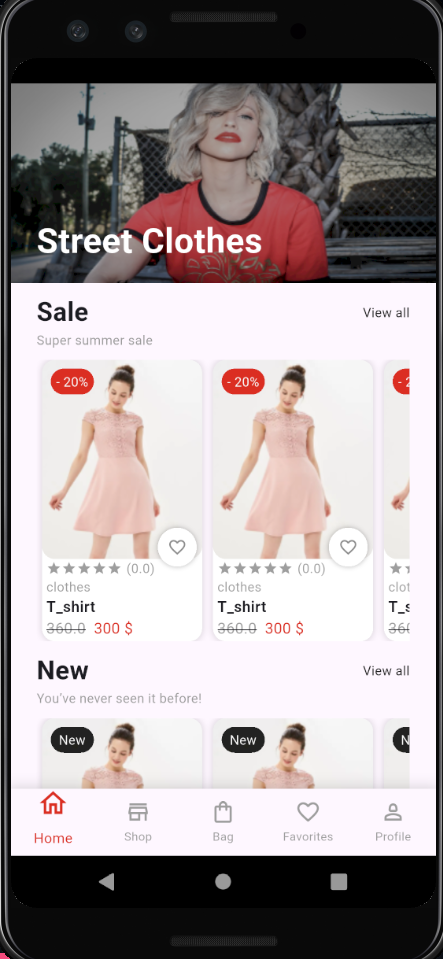 Street Clothes
Sale
View all
Super summer sale
- 20%
- 20%
- 2
★★★★★ (0.0)
★★★★★ (0.0)
clothes
clothes
clot
T_shirt
T_shirt
T_s
360.0 300 $
360.0 300 $
360
New
View all
You've never seen it before!
New
New
N
Home
Shop
Bag
Favorites
Profile